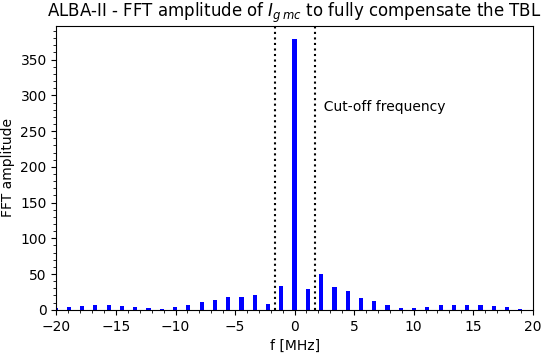 ALBA-II - FFT amplitude of I_{g mc} to fully compensate the TBL
350
300
250
200
150
100
50
0
FFT amplitude
Cut-off frequency
−20 −15 −10 −5 0 5 10 15 20
f [MHz]